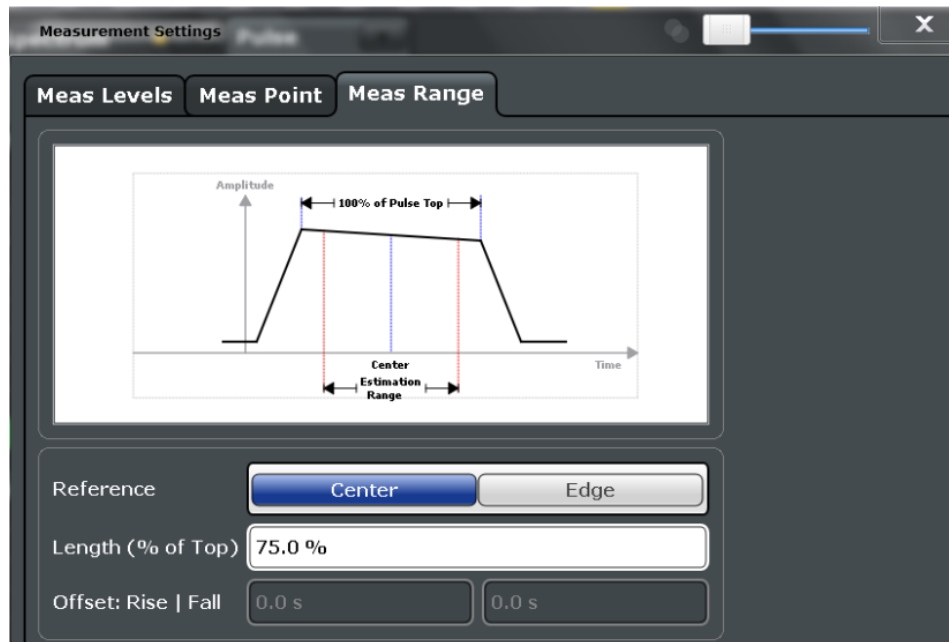 Measurement Settings
Pulse
X
Meas Levels Meas Point Meas Range
Amplitude
100% of Pulse Top
Center
Time
Estimation
Range
Reference Center Edge
Length (% of Top) 75.0 %
Offset: Rise | Fall 0.0 s 0.0 s